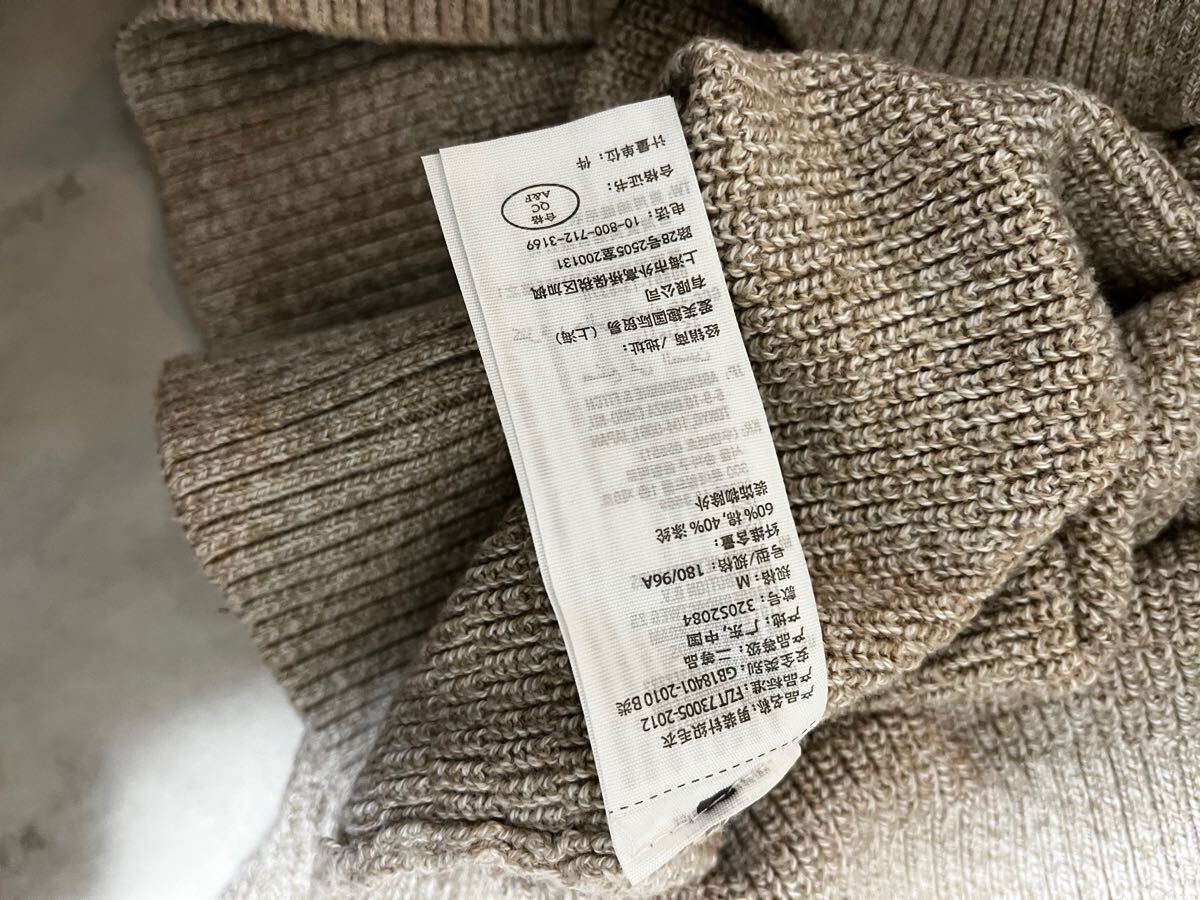 产品名称: 男装针织毛衣
产品标准: FZ/T73005-2012
安全类别: GB18401-2010 B类
产品等级: 二等品
产地: 广东, 中国
款号: 320S2084
规格: M
号型/规格: 180/96A
纤维含量:
60% 棉, 40% 涤纶
装饰物除外
经销商 / 地址:
爱芙趣国际贸易 (上海)
有限公司
上海市外高桥保税区加枫
路28号2505室200131
电话: 10-800-712-3169
合格证书:
合格
QC
A&F
计量单位: 件